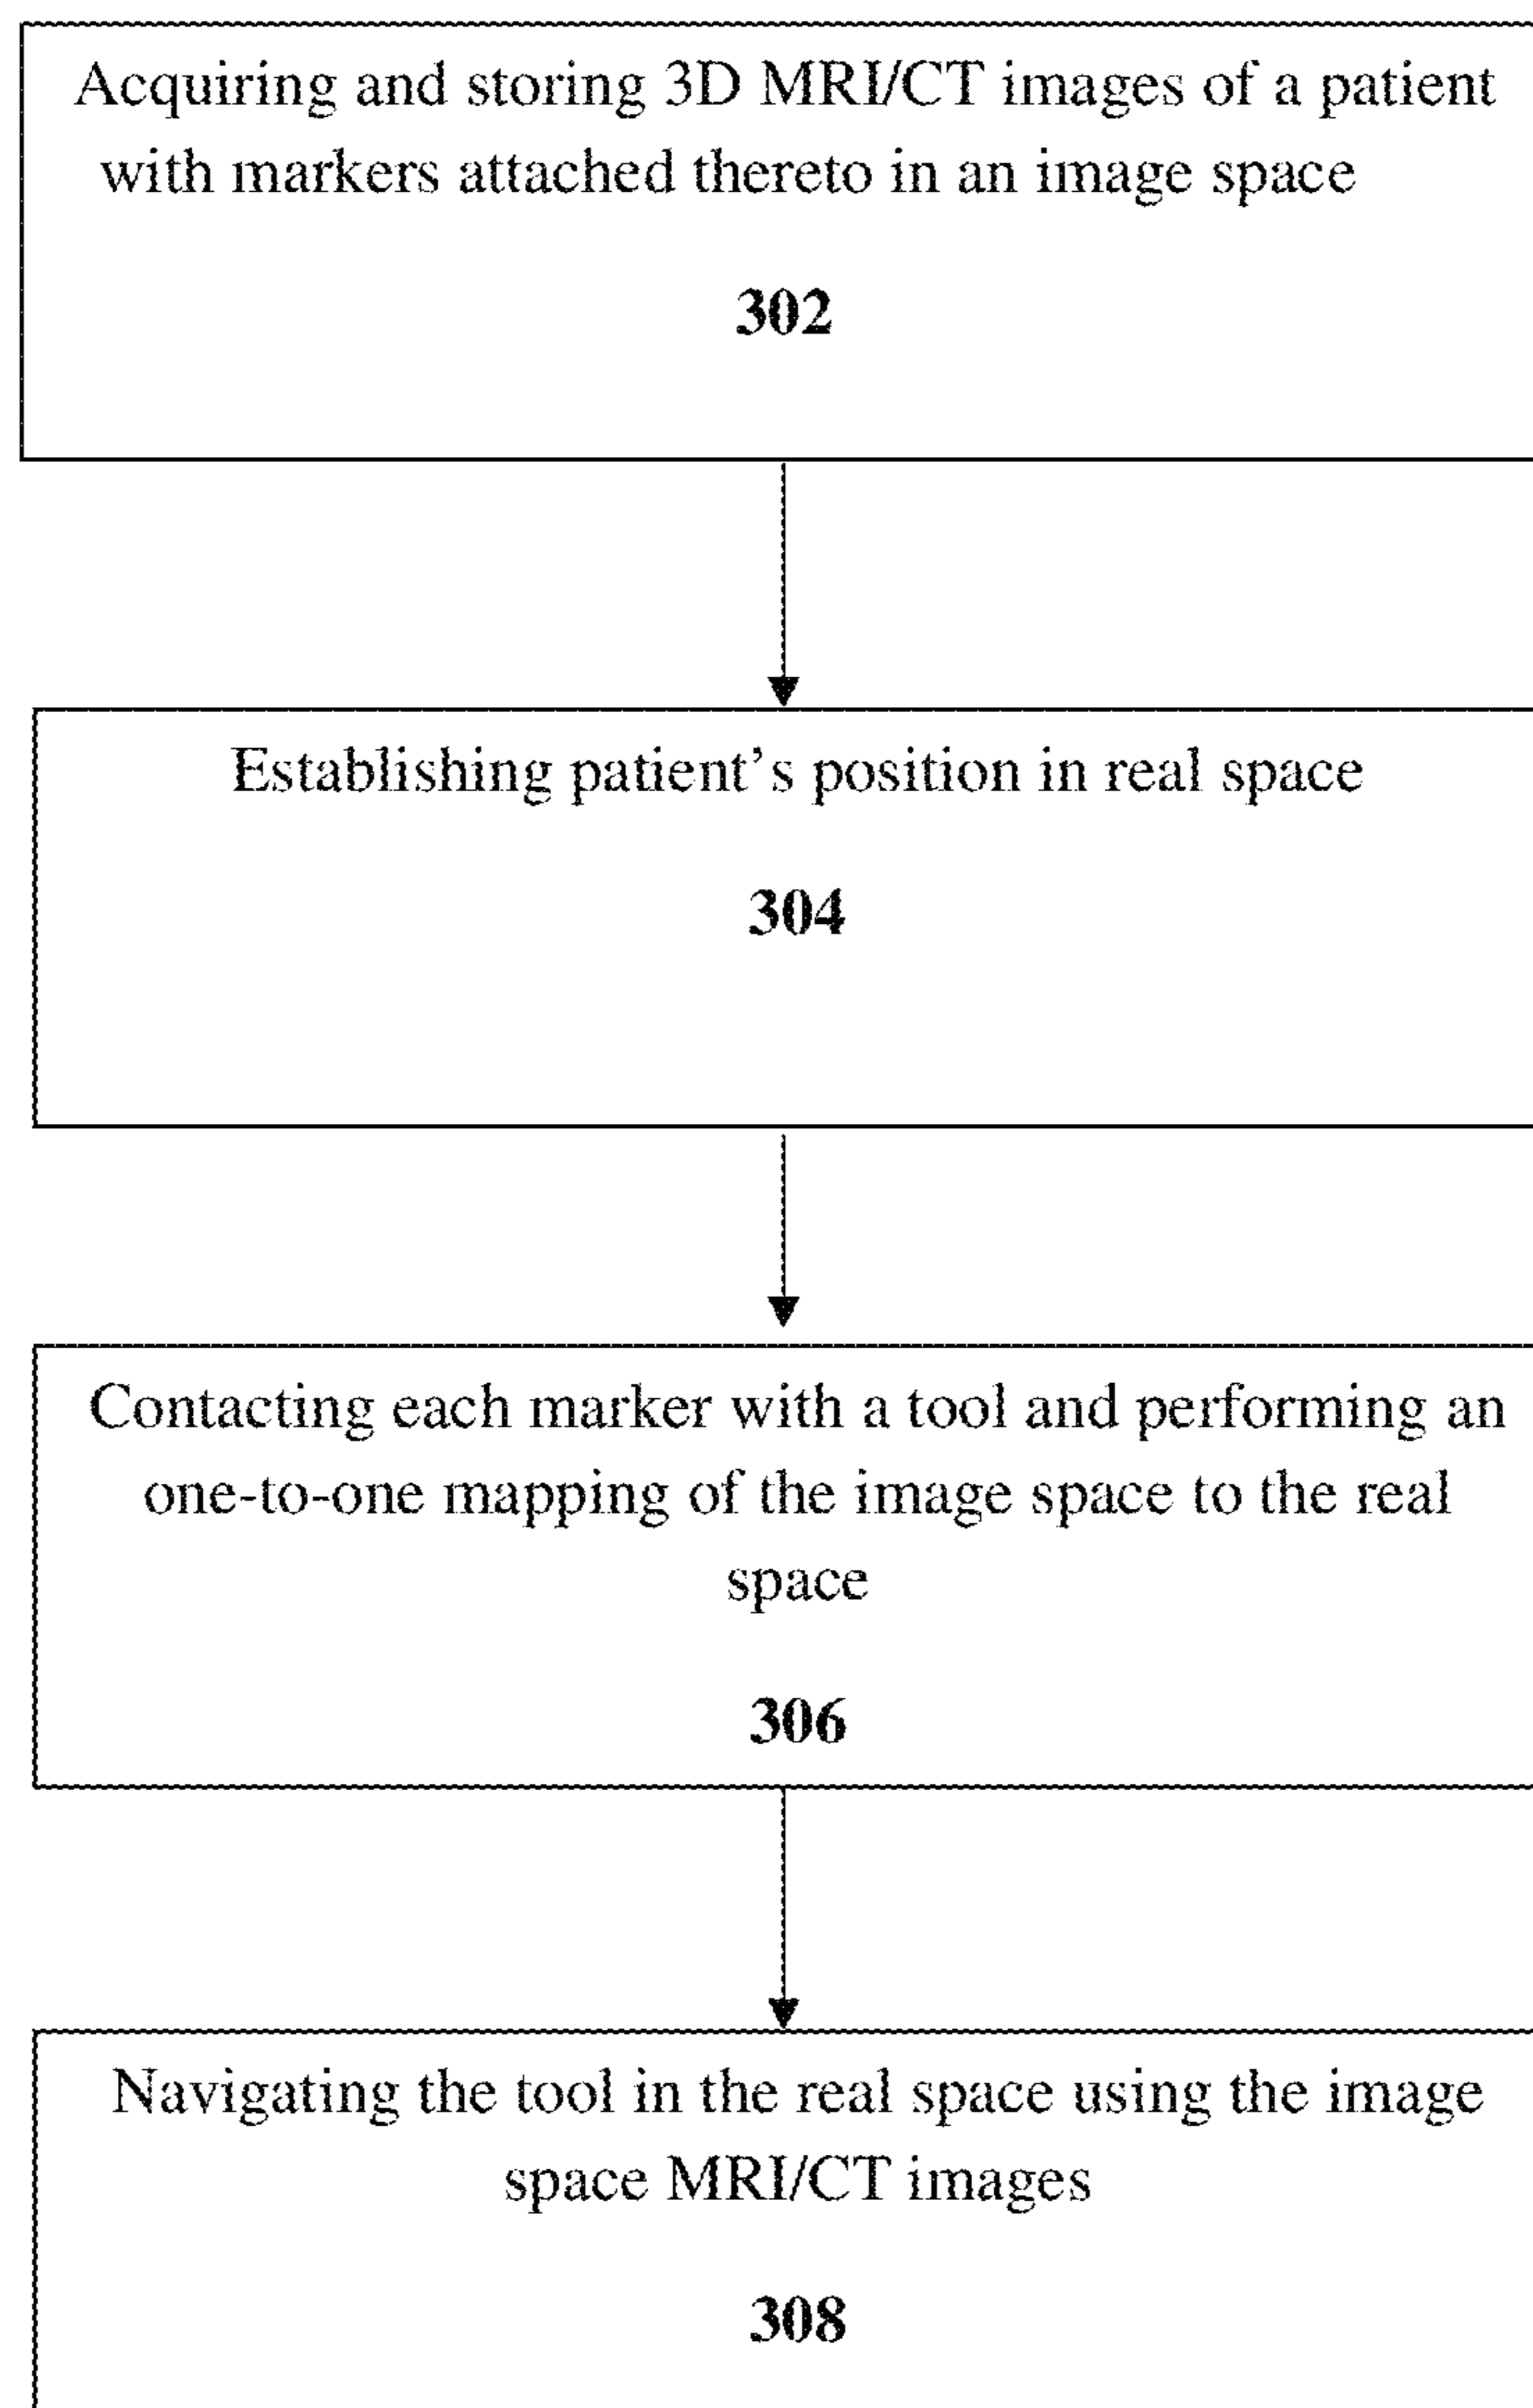 Acquiring and storing 3D MRI/CT images of a patient
with markers attached thereto in an image space
302
Establishing patient’s position in real space
304
Contacting each marker with a tool and performing an
one-to-one mapping of the image space to the real
space
306
Navigating the tool in the real space using the image
space MRI/CT images
308